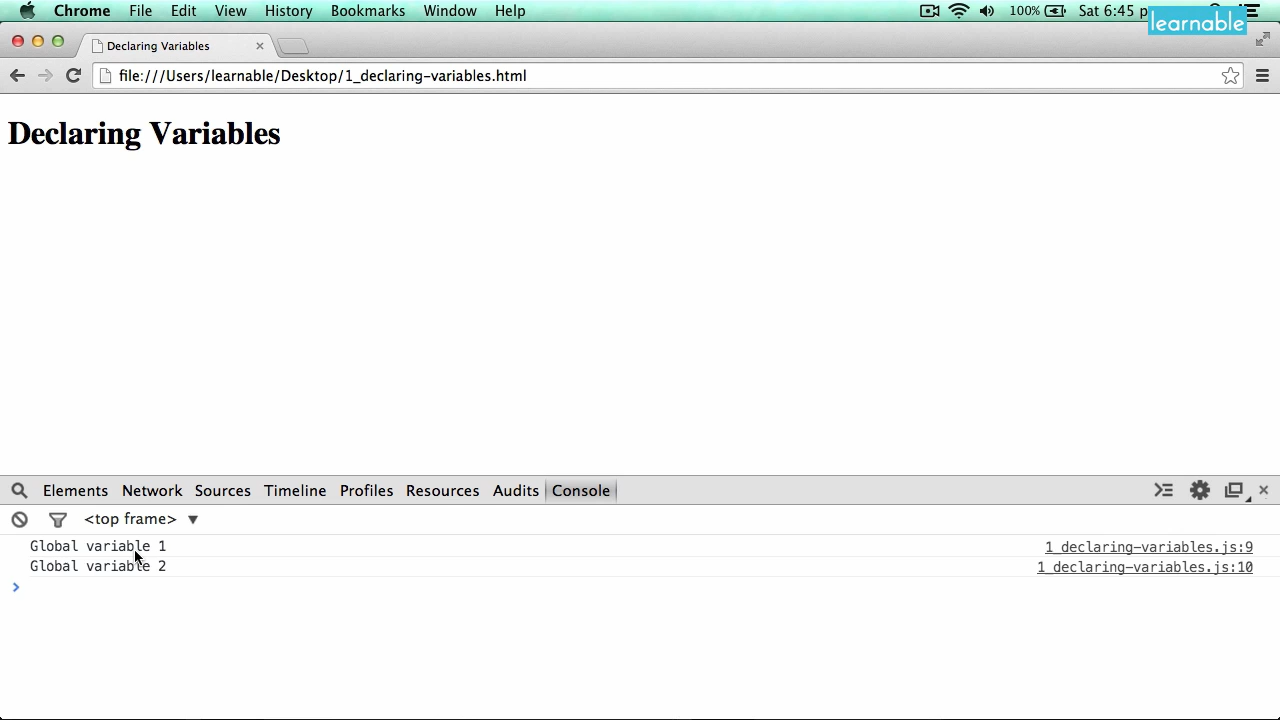 Chrome File Edit View History Bookmarks Window Help 100% Sat 6:45 p
learnable
Declaring Variables
file:///Users/learnable/Desktop/1_declaring-variables.html
Declaring Variables
Elements Network Sources Timeline Profiles Resources Audits Console
<top frame>
Global variable 1 1_declaring-variables.js:9
Global variable 2 1_declaring-variables.js:10